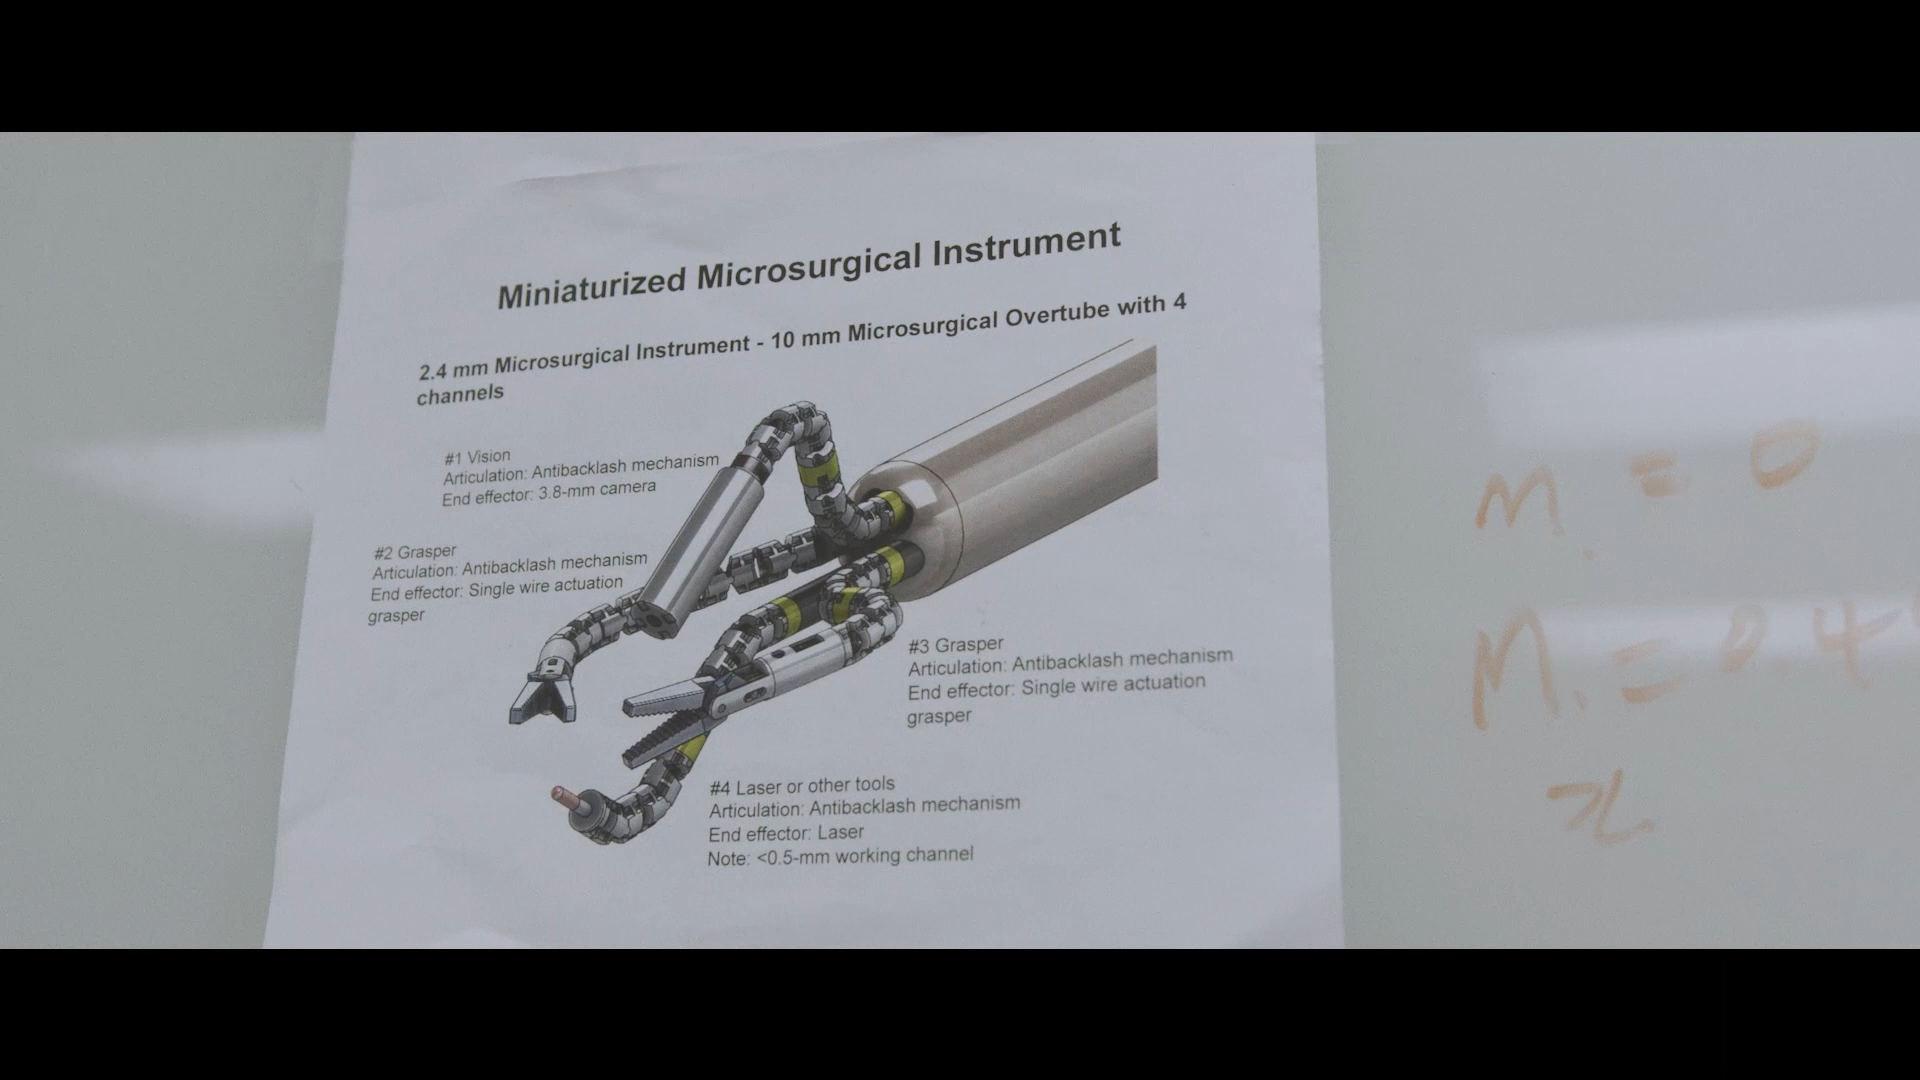 Miniaturized Microsurgical Instrument
2.4 mm Microsurgical Instrument - 10 mm Microsurgical Overtube with 4
channels
#1 Vision
Articulation: Antibacklash mechanism
End effector: 3.8-mm camera
#2 Grasper
Articulation: Antibacklash mechanism
End effector: Single wire actuation
grasper
#3 Grasper
Articulation: Antibacklash mechanism
End effector: Single wire actuation
grasper
#4 Laser or other tools
Articulation: Antibacklash mechanism
End effector: Laser
Note: <0.5-mm working channel
M = 0